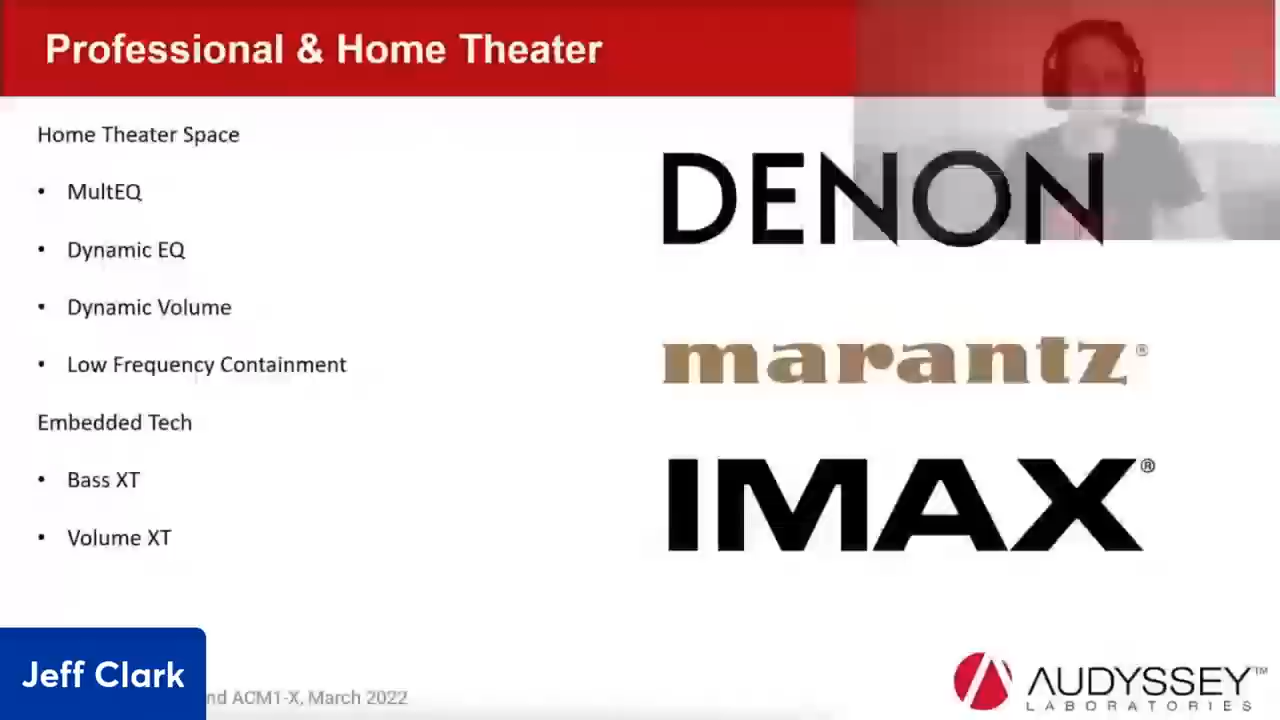 Professional & Home Theater
Home Theater Space
• MultEQ
• Dynamic EQ
• Dynamic Volume
• Low Frequency Containment
Embedded Tech
• Bass XT
• Volume XT
DENON
marantz®
IMAX®
Jeff Clark
ACM1-X, March 2022
AUDYSSEY™
LABORATORIES